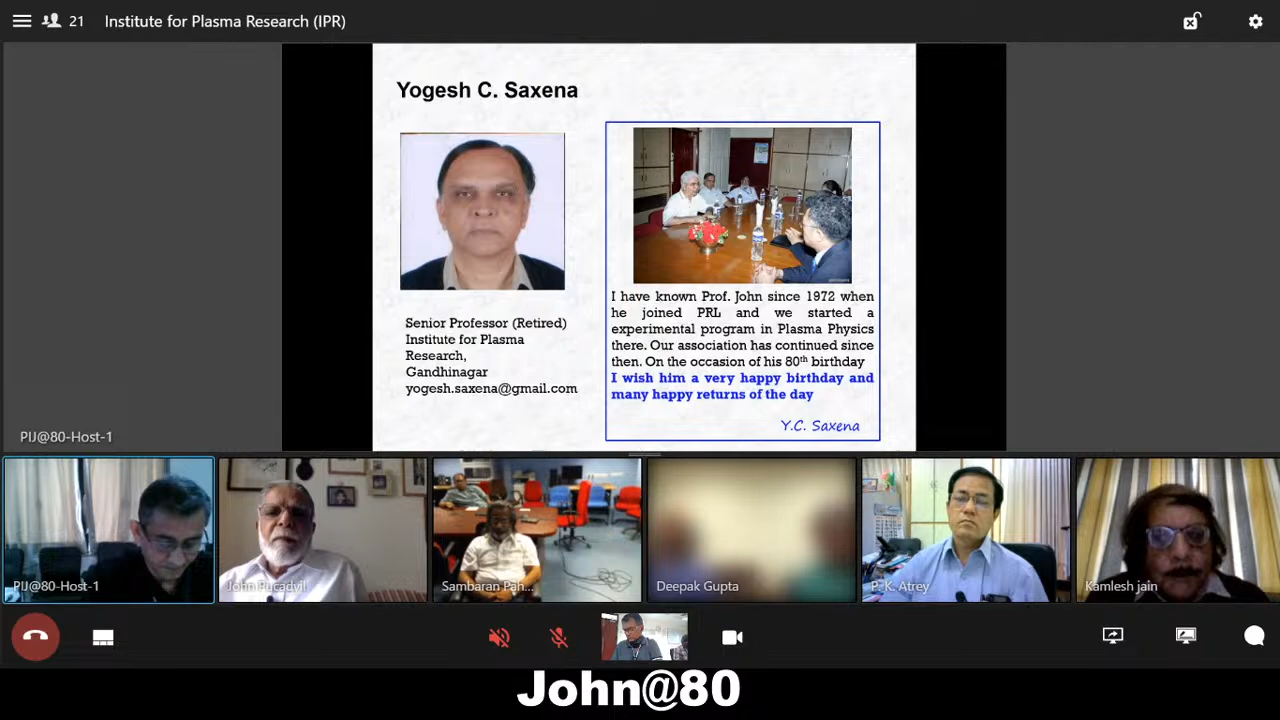 21 Institute for Plasma Research (IPR)
Yogesh C. Saxena
Senior Professor (Retired)
Institute for Plasma
Research,
Gandhinagar
yogesh.saxena@gmail.com
I have known Prof. John since 1972 when
he joined PRL and we started a
experimental program in Plasma Physics
there. Our association has continued since
then. On the occasion of his 80th birthday
I wish him a very happy birthday and
many happy returns of the day
Y.C. Saxena
PIJ@80-Host-1
PIJ@80-Host-1
John Pucadyil
Sambaran Pah...
Deepak Gupta
P. K. Atrey
Kamlesh jain
John@80